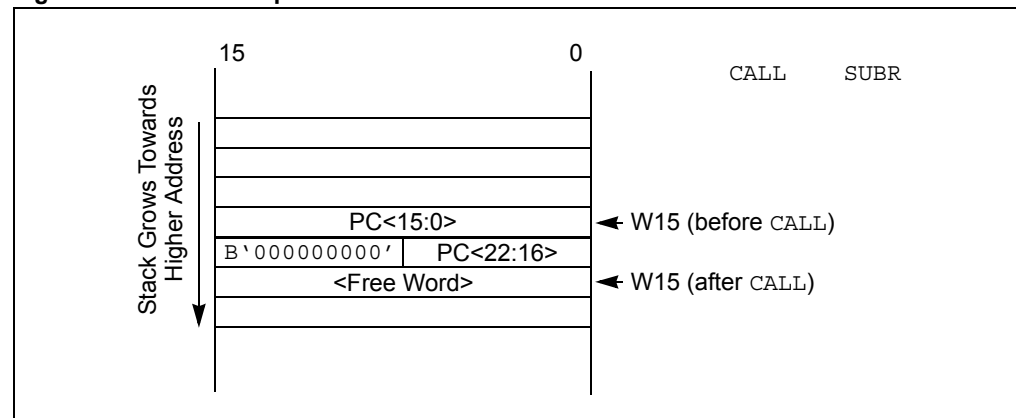 15 0
CALL SUBR
Stack Grows Towards
Higher Address
PC<15:0>
W15 (before CALL)
B‘000000000’ PC<22:16>
<Free Word>
W15 (after CALL)